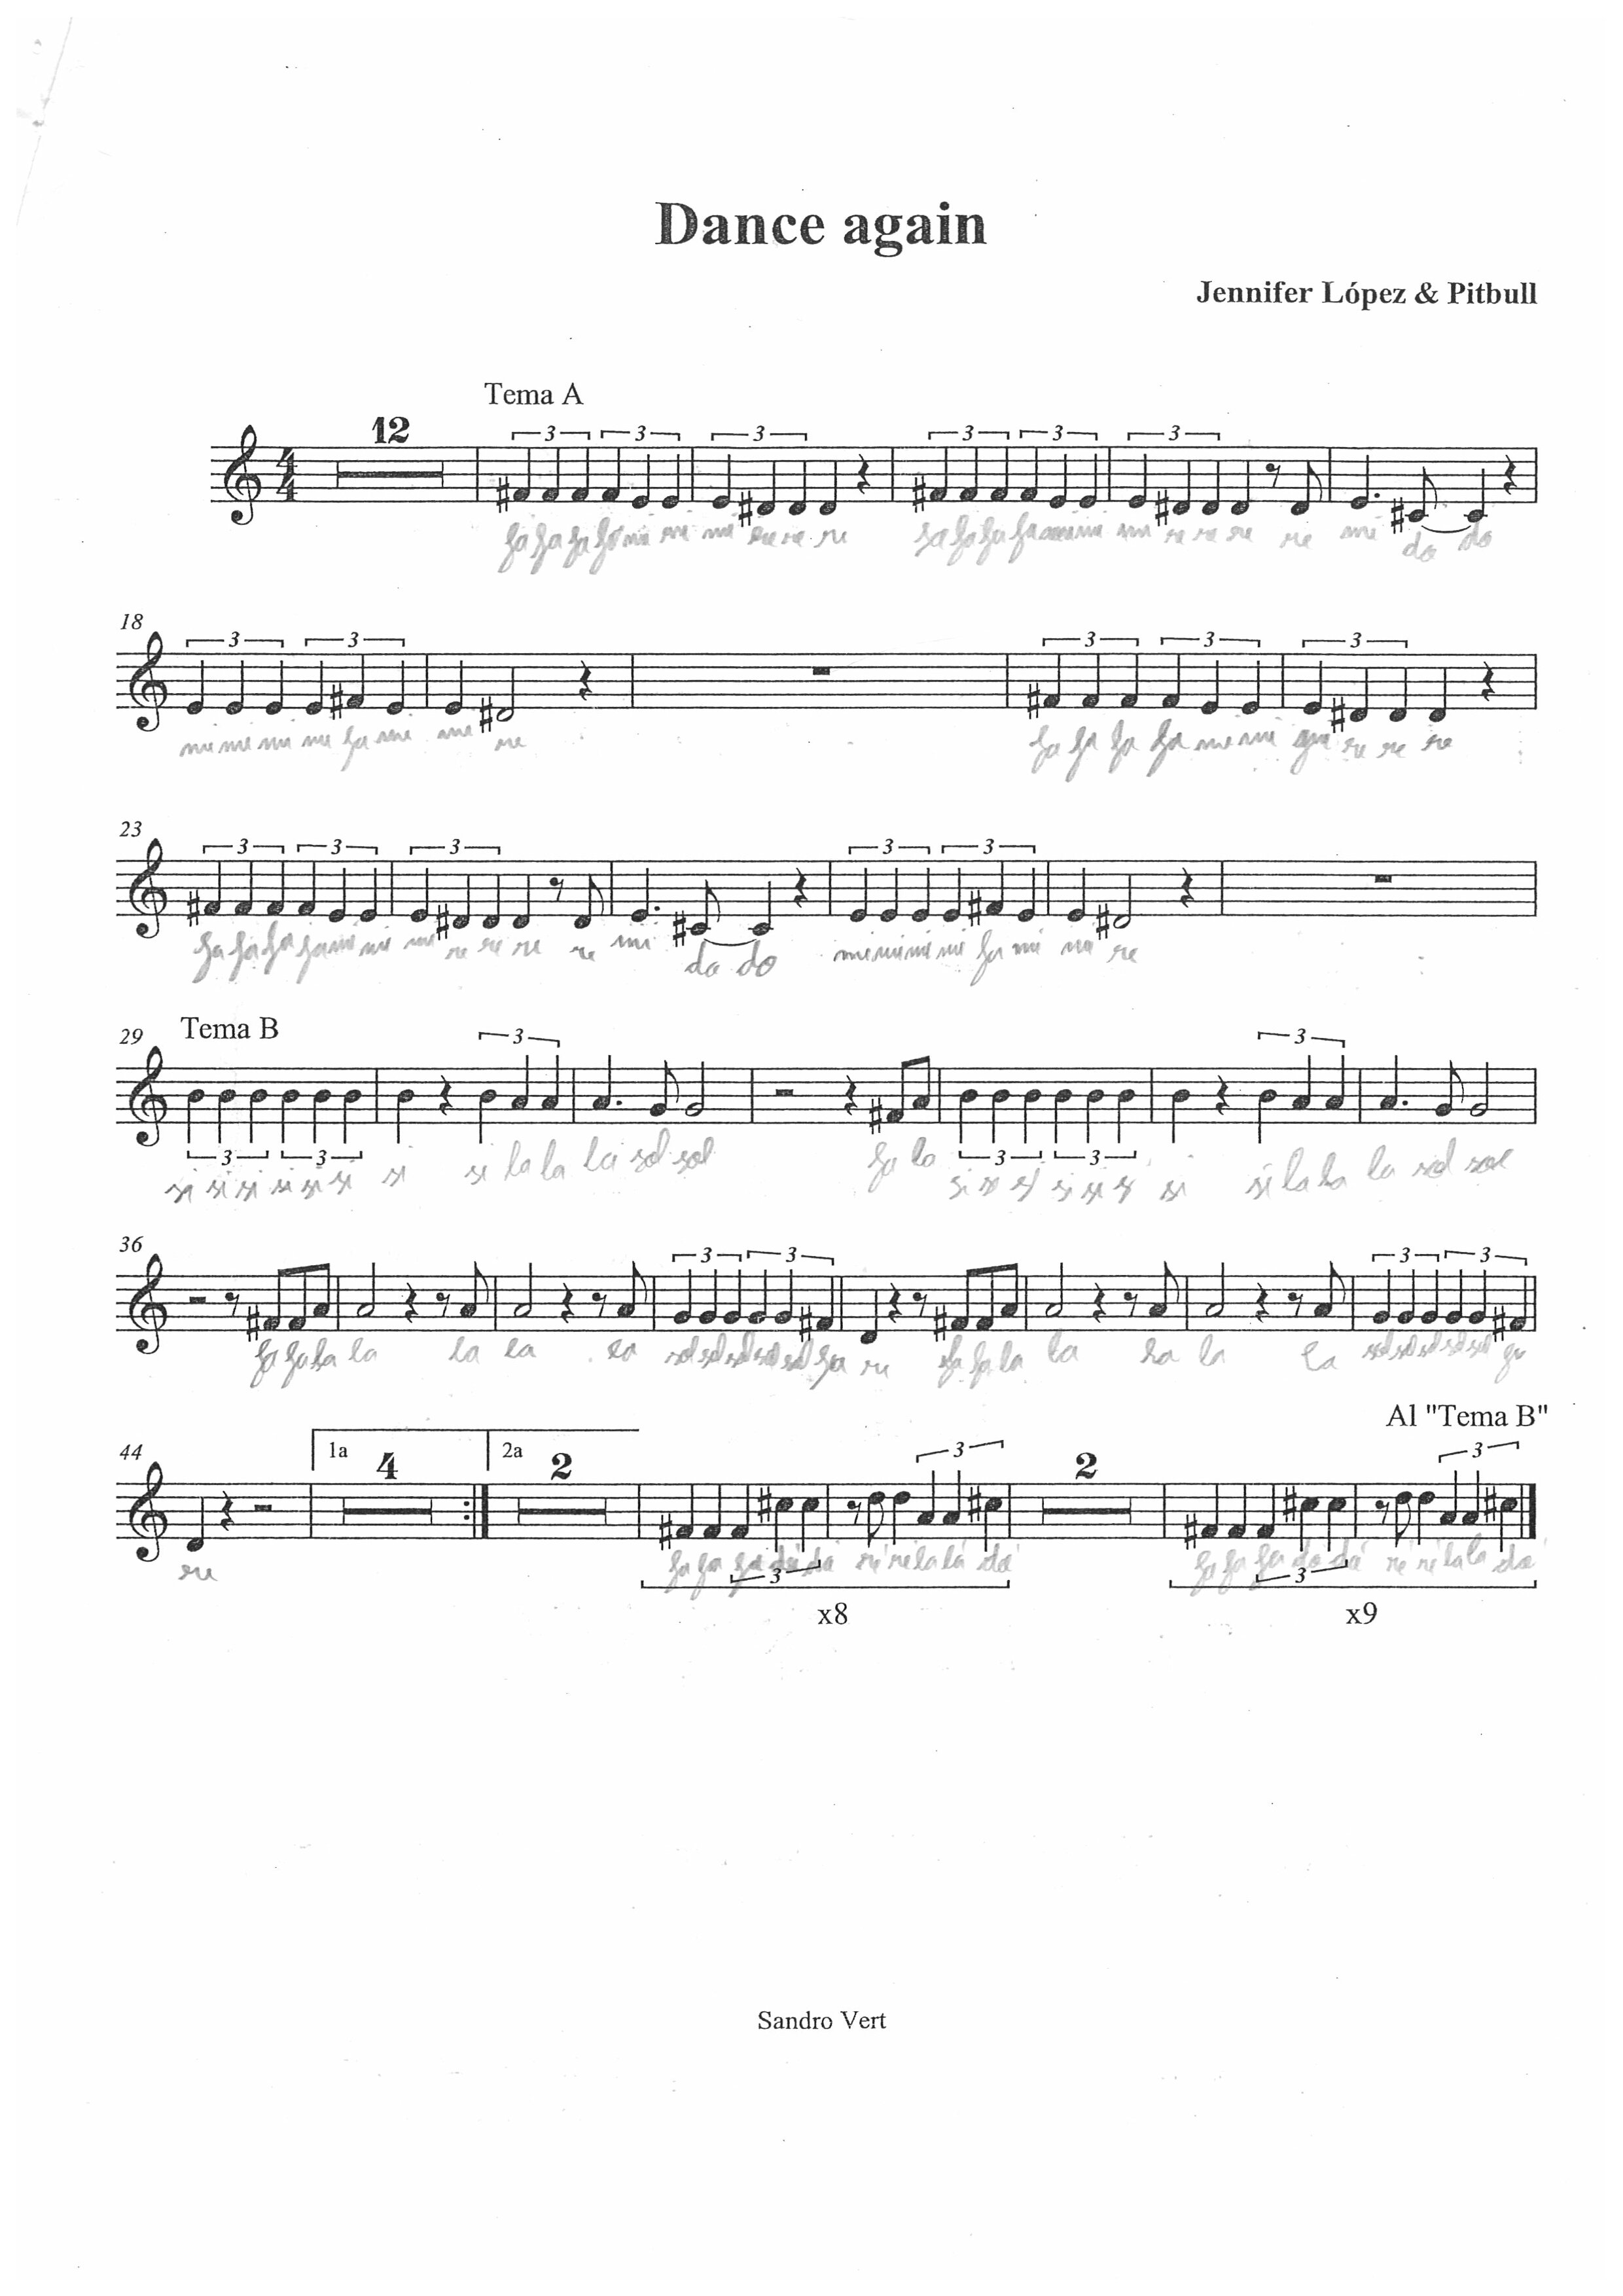 Dance again
Jennifer López & Pitbull
Tema A
12
3 3 3 3 3 3
4 4
fa fa fa fa mi mi mi re re re fa fa fa fa mi mi mi re re re re mi do do
18
3 3 3 3 3
mi mi mi mi fa mi mi re fa fa fa fa mi mi mi re re re
23
3 3 3 3 3
fa fa fa fa mi mi mi re re re re mi do do mi mi mi mi fa mi mi re
29 Tema B
3 3
3 3 3 3
si si si si si si si si la la la sol sol fa la si si si si si si si si la la la sol sol
36
3 3 3 3
fa fa la la la la la sol sol sol sol sol fa re fa fa la la la la la sol sol sol sol sol fa
Al "Tema B"
44
1a 4 2a 2 3 2 3
re fa fa fa do do re re la la do fa fa fa do do re re la la do
3 3
x8 x9
Sandro Vert